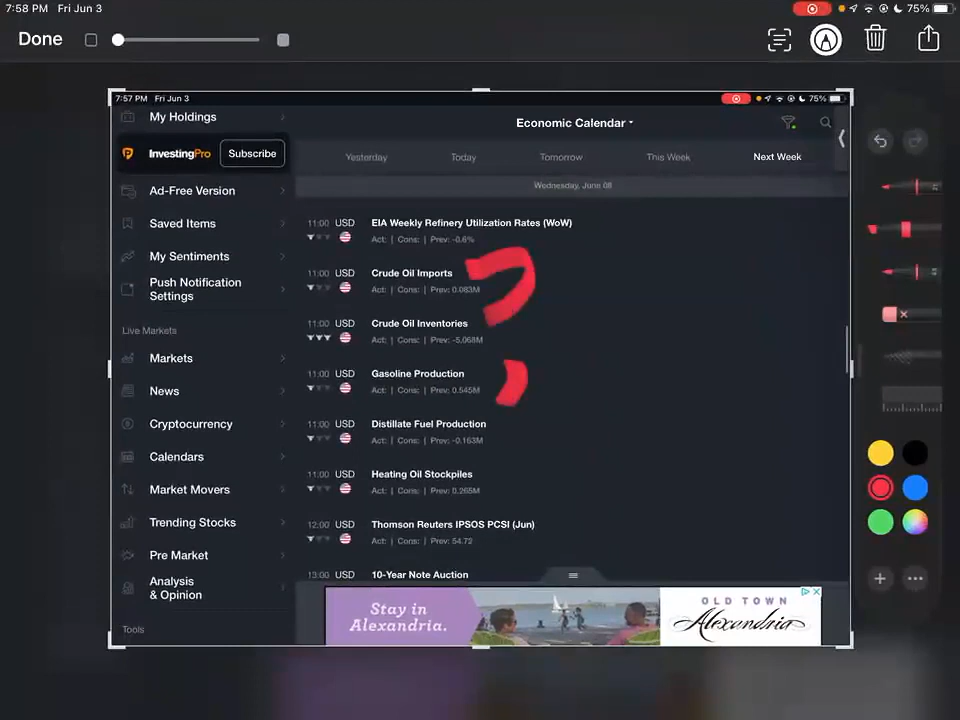 7:58 PM Fri Jun 3 75%
Done
7:57 PM Fri Jun 3 75%
My Holdings
InvestingPro Subscribe
Ad-Free Version
Saved Items
My Sentiments
Push Notification
Settings
Live Markets
Markets
News
Cryptocurrency
Calendars
Market Movers
Trending Stocks
Pre Market
Analysis
& Opinion
Tools
Economic Calendar
Yesterday Today Tomorrow This Week Next Week
Wednesday, June 08
11:00 USD EIA Weekly Refinery Utilization Rates (WoW)
Act: | Cons: | Prev: -0.6%
11:00 USD Crude Oil Imports
Act: | Cons: | Prev: 0.083M
11:00 USD Crude Oil Inventories
Act: | Cons: | Prev: -5.068M
11:00 USD Gasoline Production
Act: | Cons: | Prev: 0.545M
11:00 USD Distillate Fuel Production
Act: | Cons: | Prev: -0.163M
11:00 USD Heating Oil Stockpiles
Act: | Cons: | Prev: 0.265M
12:00 USD Thomson Reuters IPSOS PCSI (Jun)
Act: | Cons: | Prev: 54.72
13:00 USD 10-Year Note Auction
Stay in
Alexandria.
OLD TOWN
Alexandria